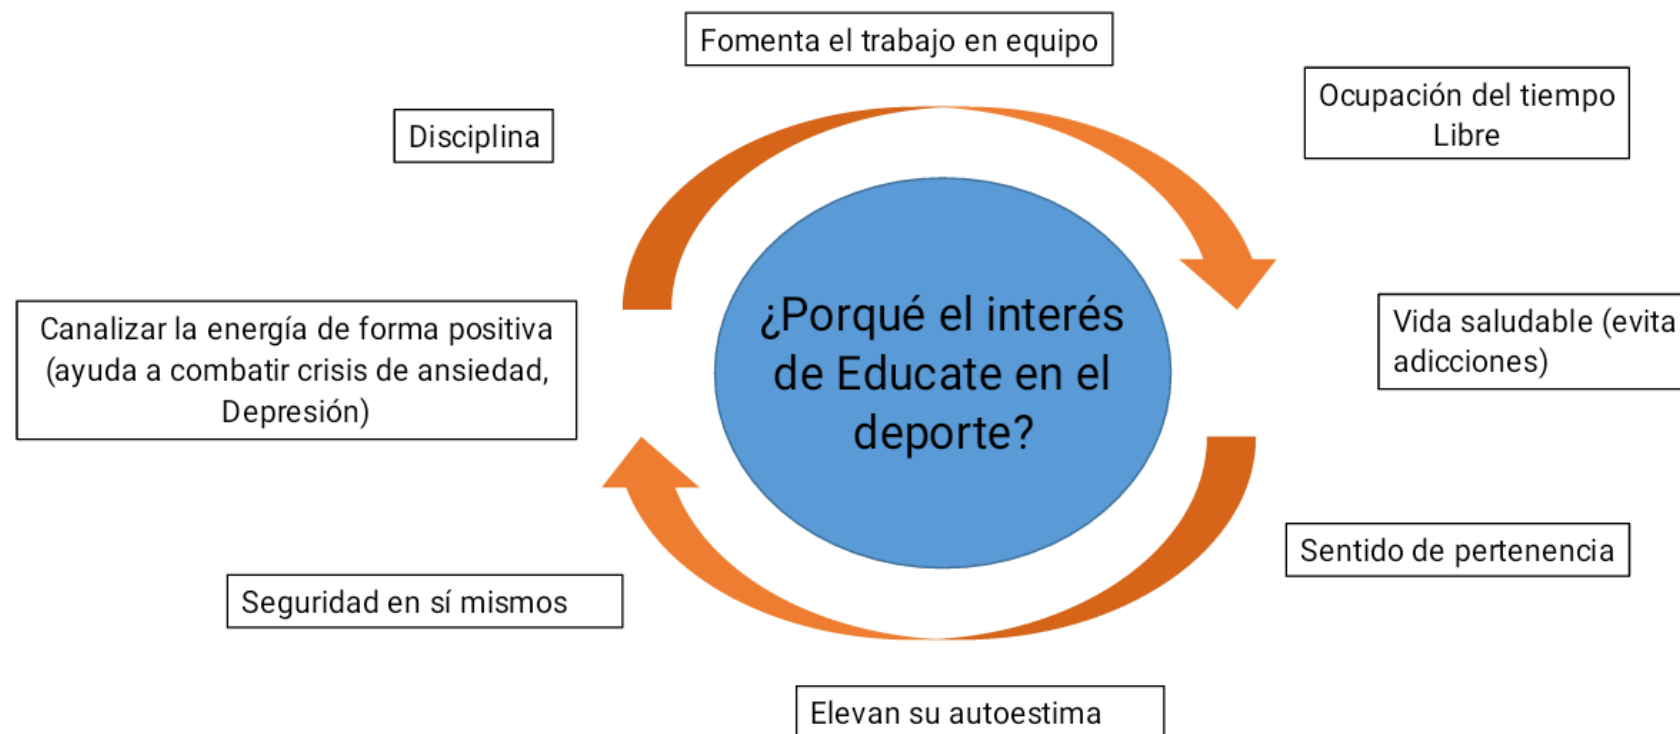 Fomenta el trabajo en equipo
Ocupación del tiempo
Libre
Disciplina
¿Porqué el interés
de Educate en el
deporte?
Canalizar la energía de forma positiva
(ayuda a combatir crisis de ansiedad,
Depresión)
Vida saludable (evita
adicciones)
Sentido de pertenencia
Seguridad en sí mismos
Elevan su autoestima